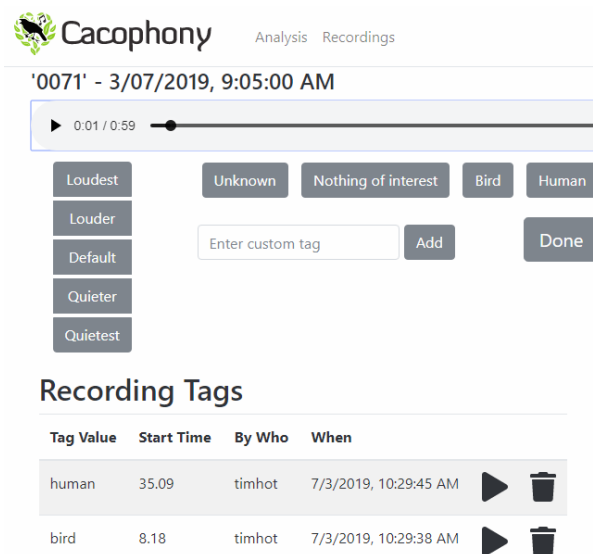 Cacophony
Analysis Recordings
'0071' - 3/07/2019, 9:05:00 AM
0:01 / 0:59
Loudest
Louder
Default
Quieter
Quietest
Unknown Nothing of interest Bird Human
Enter custom tag Add Done
Recording Tags
Tag Value Start Time By Who When
human 35.09 timhot 7/3/2019, 10:29:45 AM
bird 8.18 timhot 7/3/2019, 10:29:38 AM